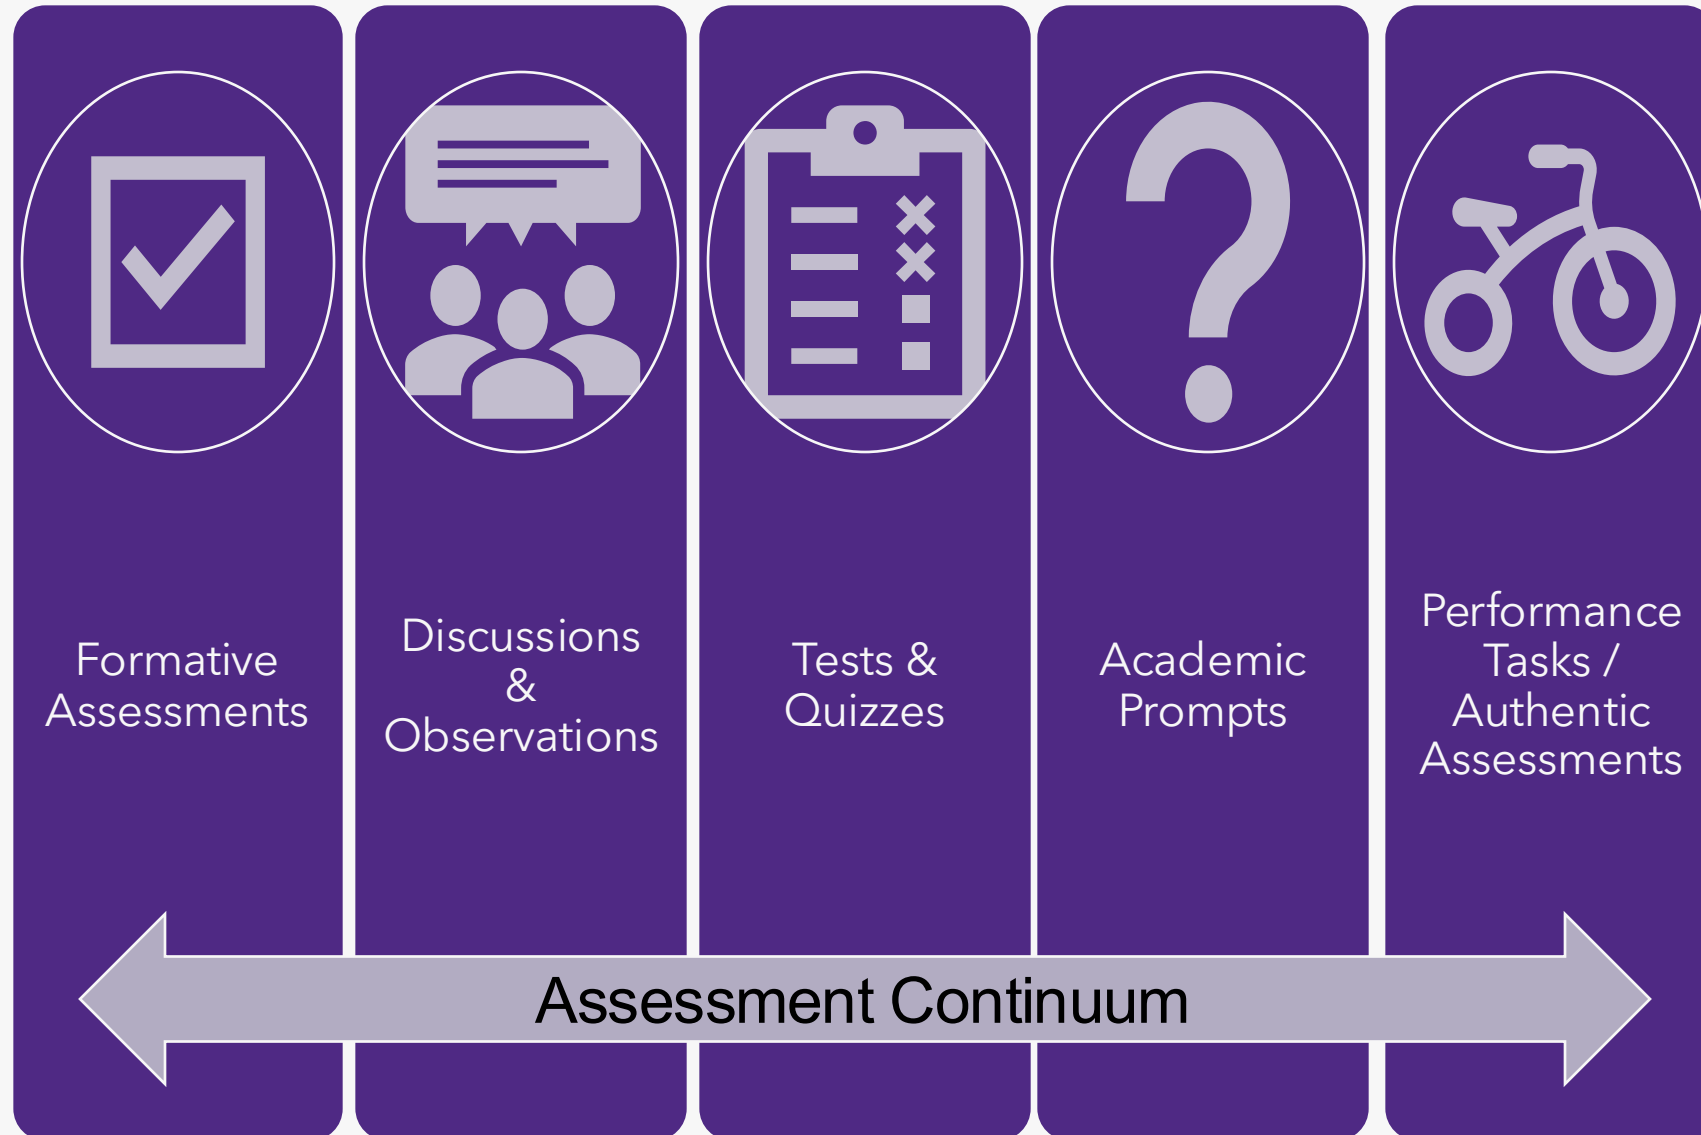 Formative
Assessments
Discussions
&
Observations
Tests &
Quizzes
Academic
Prompts
Performance
Tasks /
Authentic
Assessments
Assessment Continuum